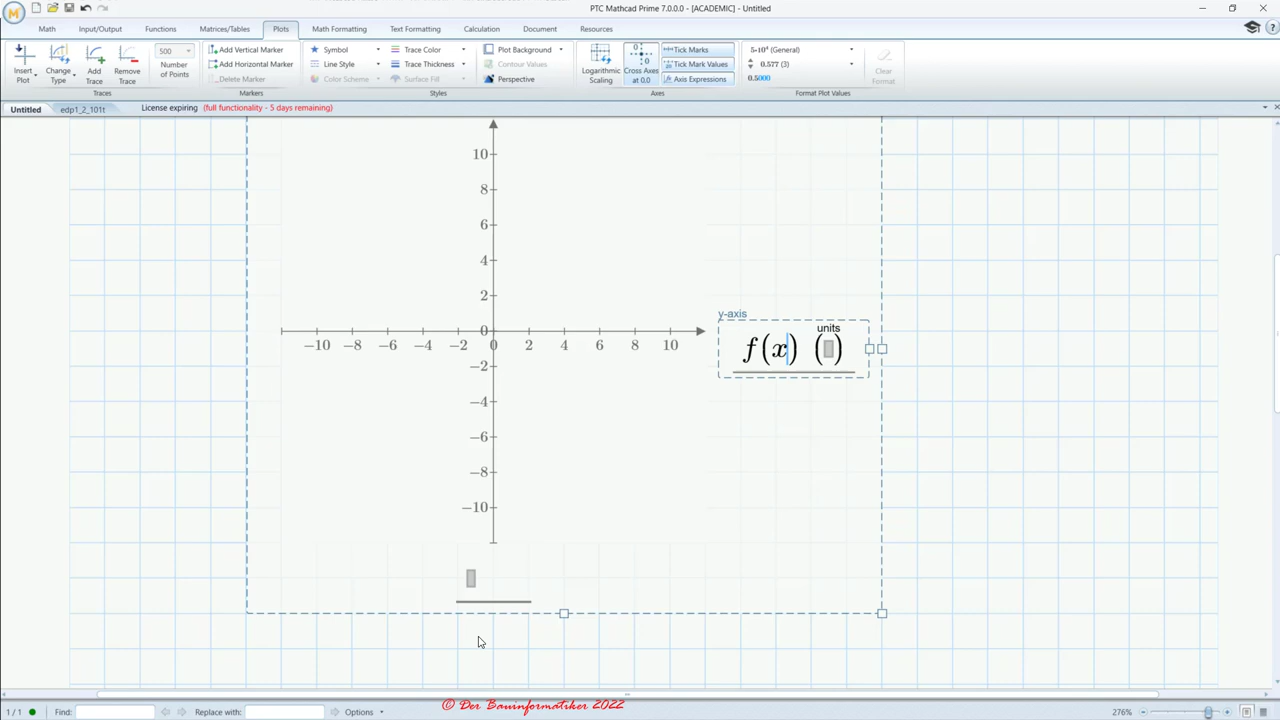 PTC Mathcad Prime 7.0.0.0 - [ACADEMIC] - Untitled
Math Input/Output Functions Matrices/Tables Plots Math Formatting Text Formatting Calculation Document Resources
Insert Plot
Change Type
Add Trace
Remove Trace
Traces
500
Number of Points
Add Vertical Marker
Add Horizontal Marker
Delete Marker
Markers
Symbol
Line Style
Color Scheme
Trace Color
Trace Thickness
Surface Fill
Styles
Plot Background
Contour Values
Perspective
Logarithmic Scaling
Cross Axes at 0.0
Tick Marks
Tick Mark Values
Axis Expressions
Axes
5·10⁴ (General)
0.577 (3)
0.5000
Format Plot Values
Clear Format
Untitled edp1_2_101t License expiring (full functionality - 5 days remaining)
10
8
6
4
2
0
−10 −8 −6 −4 −2 0 2 4 6 8 10
−2
−4
−6
−8
−10
y-axis
units
f(x) ()
1 / 1 Find: Replace with: Options 276%
© Der Bauinformatiker 2022